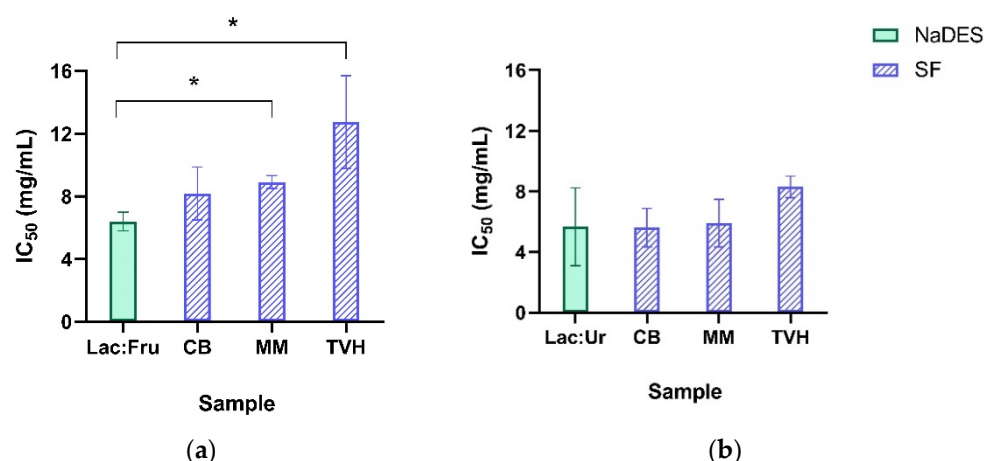 *
*
IC50 (mg/mL)
16
12
8
4
0
Lac:Fru CB MM TVH
Sample
(a)
IC50 (mg/mL)
16
12
8
4
0
Lac:Ur CB MM TVH
Sample
(b)
NaDES
SF